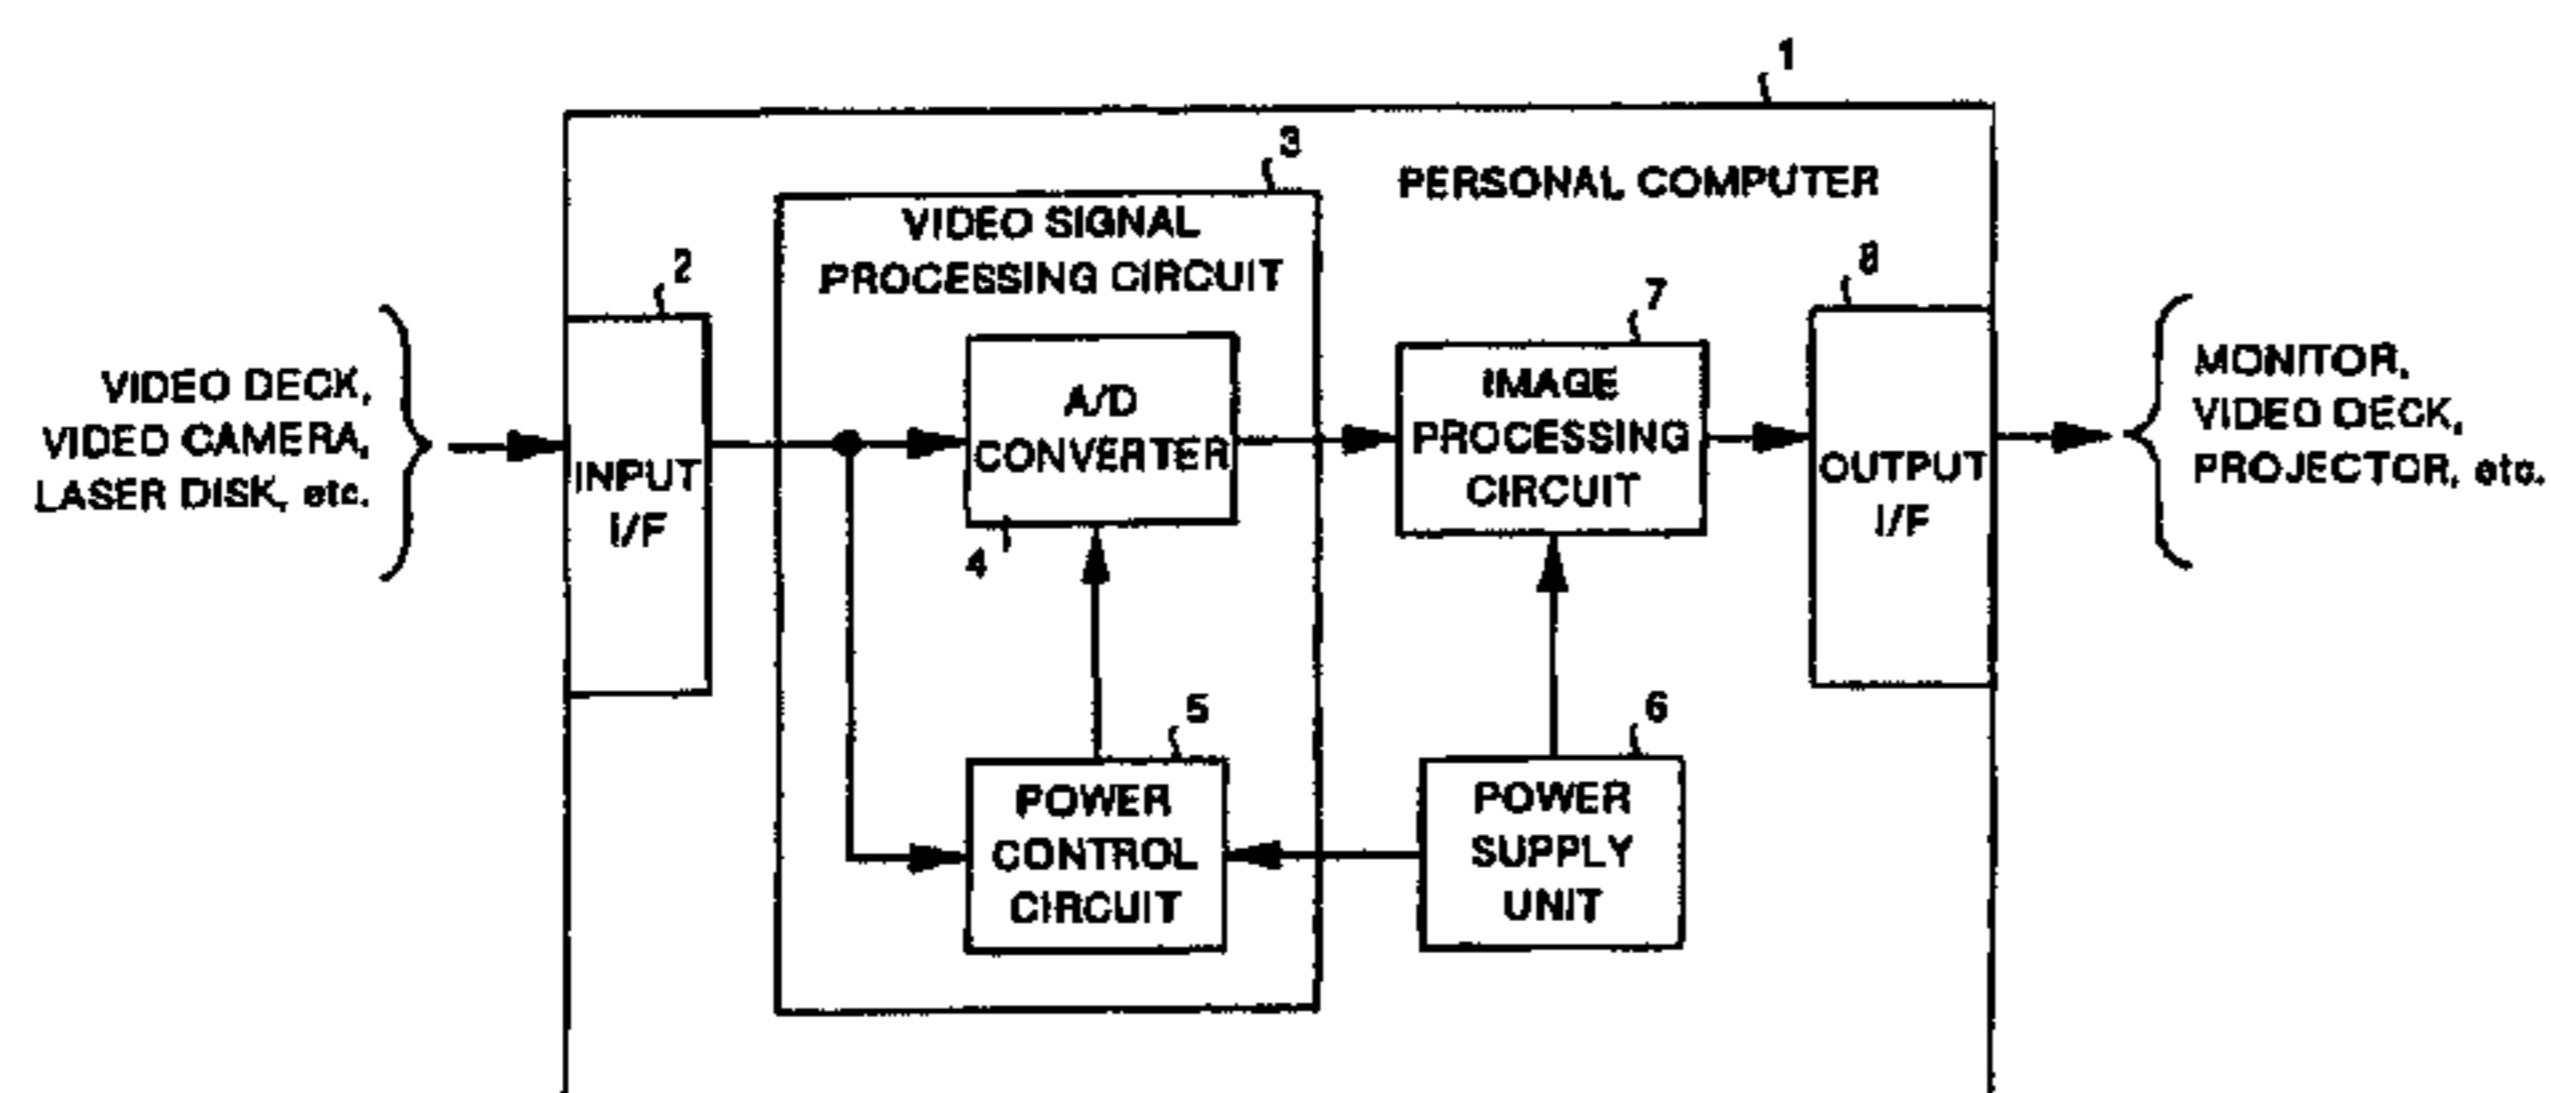 1
PERSONAL COMPUTER
3
VIDEO SIGNAL
PROCESSING CIRCUIT
2
VIDEO DECK,
VIDEO CAMERA,
LASER DISK, etc.
INPUT
I/F
A/D
CONVERTER
4
7
IMAGE
PROCESSING
CIRCUIT
8
OUTPUT
I/F
MONITOR,
VIDEO DECK,
PROJECTOR, etc.
5
POWER
CONTROL
CIRCUIT
6
POWER
SUPPLY
UNIT